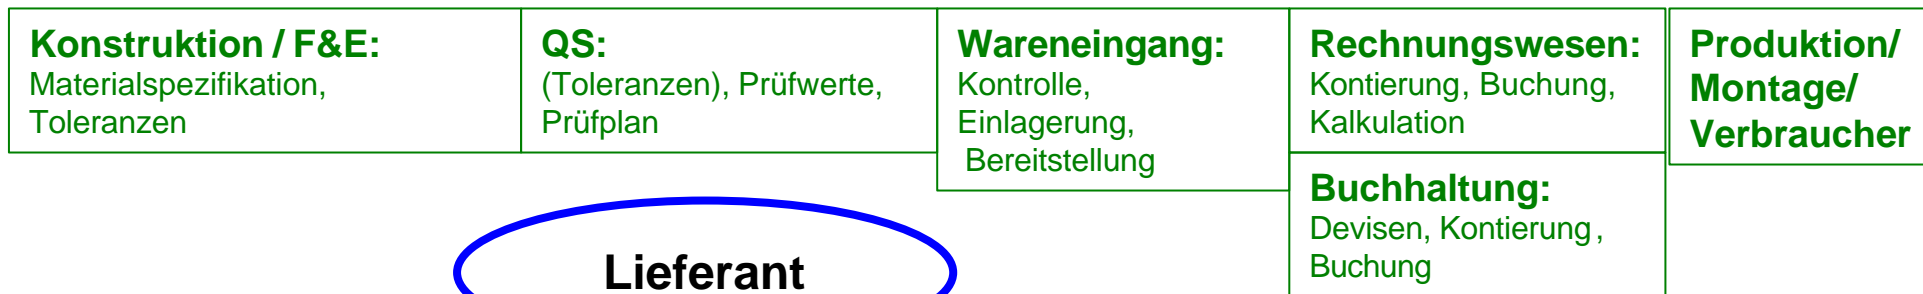 Konstruktion / F&E:
Materialspezifikation,
Toleranzen
QS:
(Toleranzen), Prüfwerte,
Prüfplan
Wareneingang:
Kontrolle,
Einlagerung,
Bereitstellung
Rechnungswesen:
Kontierung, Buchung,
Kalkulation
Buchhaltung:
Devisen, Kontierung,
Buchung
Produktion/
Montage/
Verbraucher
Lieferant